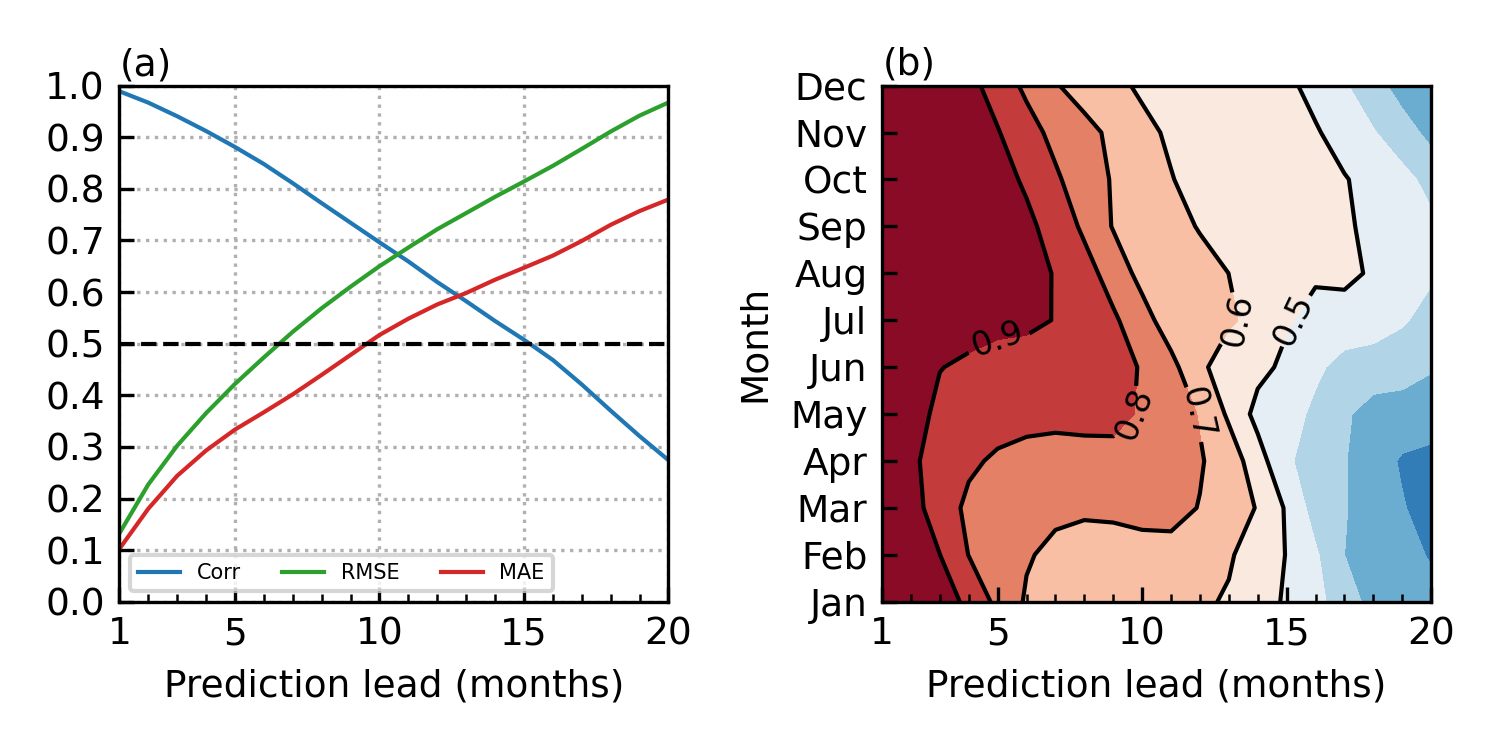 (a)
1.0
0.9
0.8
0.7
0.6
0.5
0.4
0.3
0.2
0.1
0.0
Corr RMSE MAE
1 5 10 15 20
Prediction lead (months)
(b)
Dec
Nov
Oct
Sep
Aug
Jul
Jun
May
Apr
Mar
Feb
Jan
Month
0.9
0.8
0.7
0.6
0.5
1 5 10 15 20
Prediction lead (months)